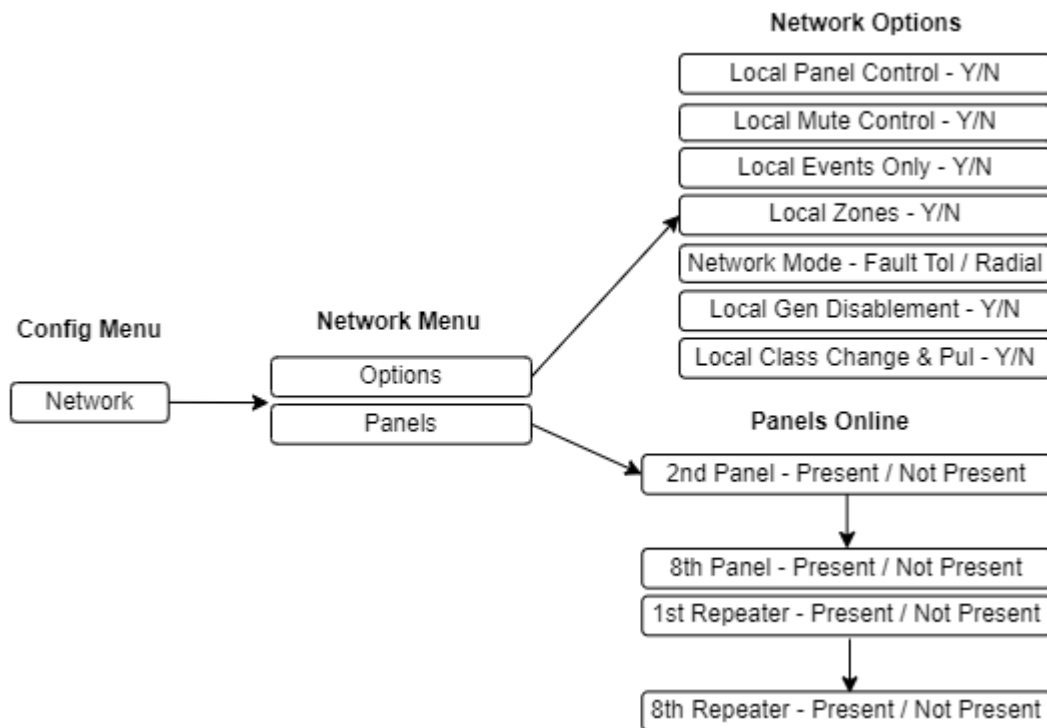 Network Options
Local Panel Control - Y/N
Local Mute Control - Y/N
Local Events Only - Y/N
Local Zones - Y/N
Network Mode - Fault Tol / Radial
Local Gen Disablement - Y/N
Local Class Change & Pul - Y/N
Config Menu
Network
Network Menu
Options
Panels
Panels Online
2nd Panel - Present / Not Present
8th Panel - Present / Not Present
1st Repeater - Present / Not Present
8th Repeater - Present / Not Present